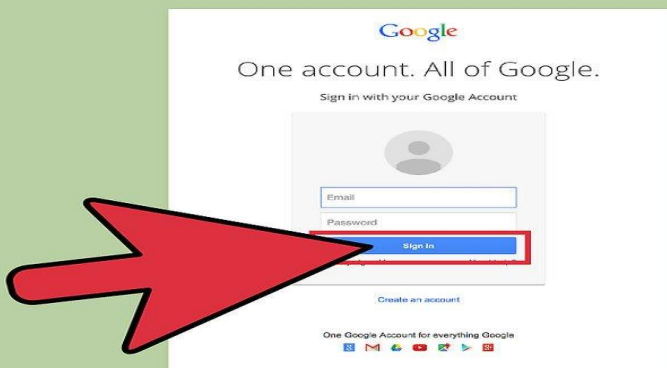 Google
One account. All of Google.
Sign in with your Google Account
Email
Password
Sign in
Create an account
One Google Account for everything Google